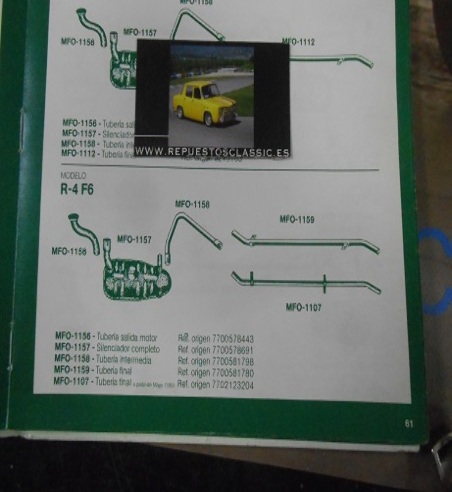 MFO-1158
MFO-1156
MFO-1157
MFO-1112
MFO-1156 - Tubería
MFO-1157 - Silenciador
MFO-1158 - Tubería
MFO-1112 - Tubería
WWW.REPUESTOSCLASSIC.ES
MODELO
R-4 F6
MFO-1158
MFO-1159
MFO-1157
MFO-1156
MFO-1107
MFO-1156 - Tubería salida motor Ref. origen 7700578443
MFO-1157 - Silenciador completo Ref. origen 7700578691
MFO-1158 - Tubería intermedia Ref. origen 7700581798
MFO-1159 - Tubería final Ref. origen 7700581780
MFO-1107 - Tubería final Ref. origen 7702123204
61